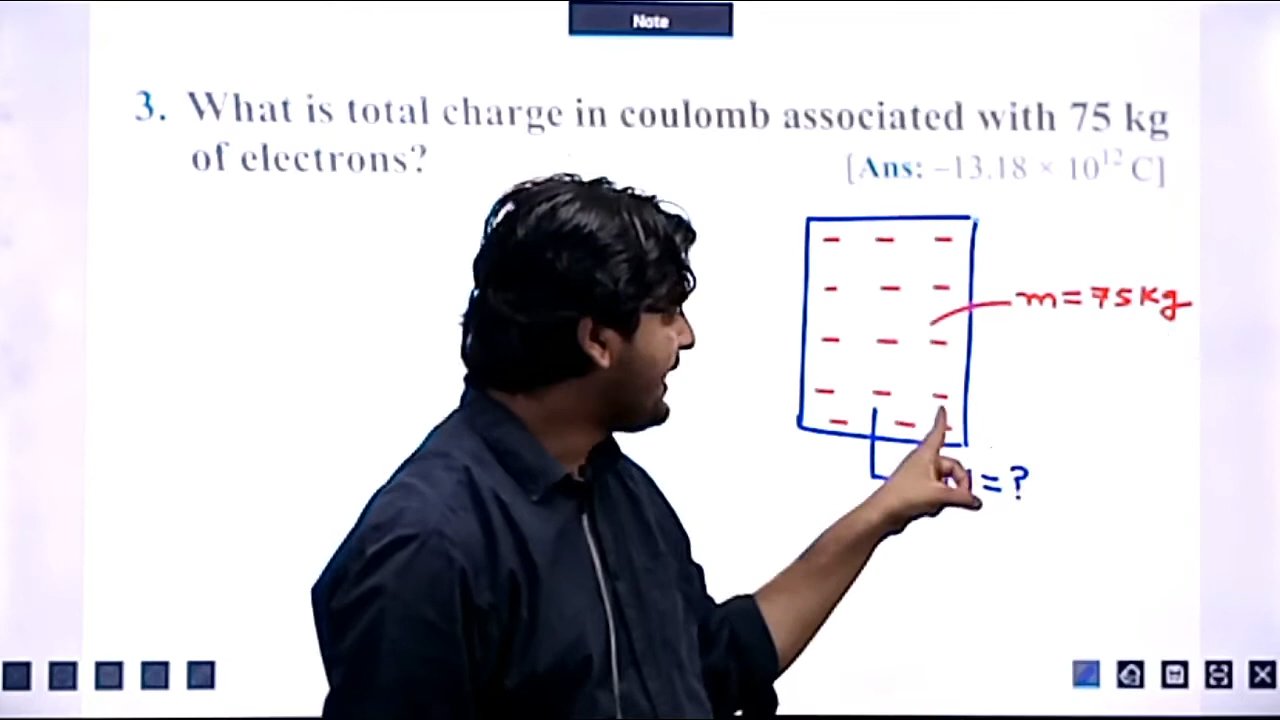 Note
3. What is total charge in coulomb associated with 75 kg
of electrons? [Ans: –13.18 × 10¹² C]
m = 75 kg
= ?